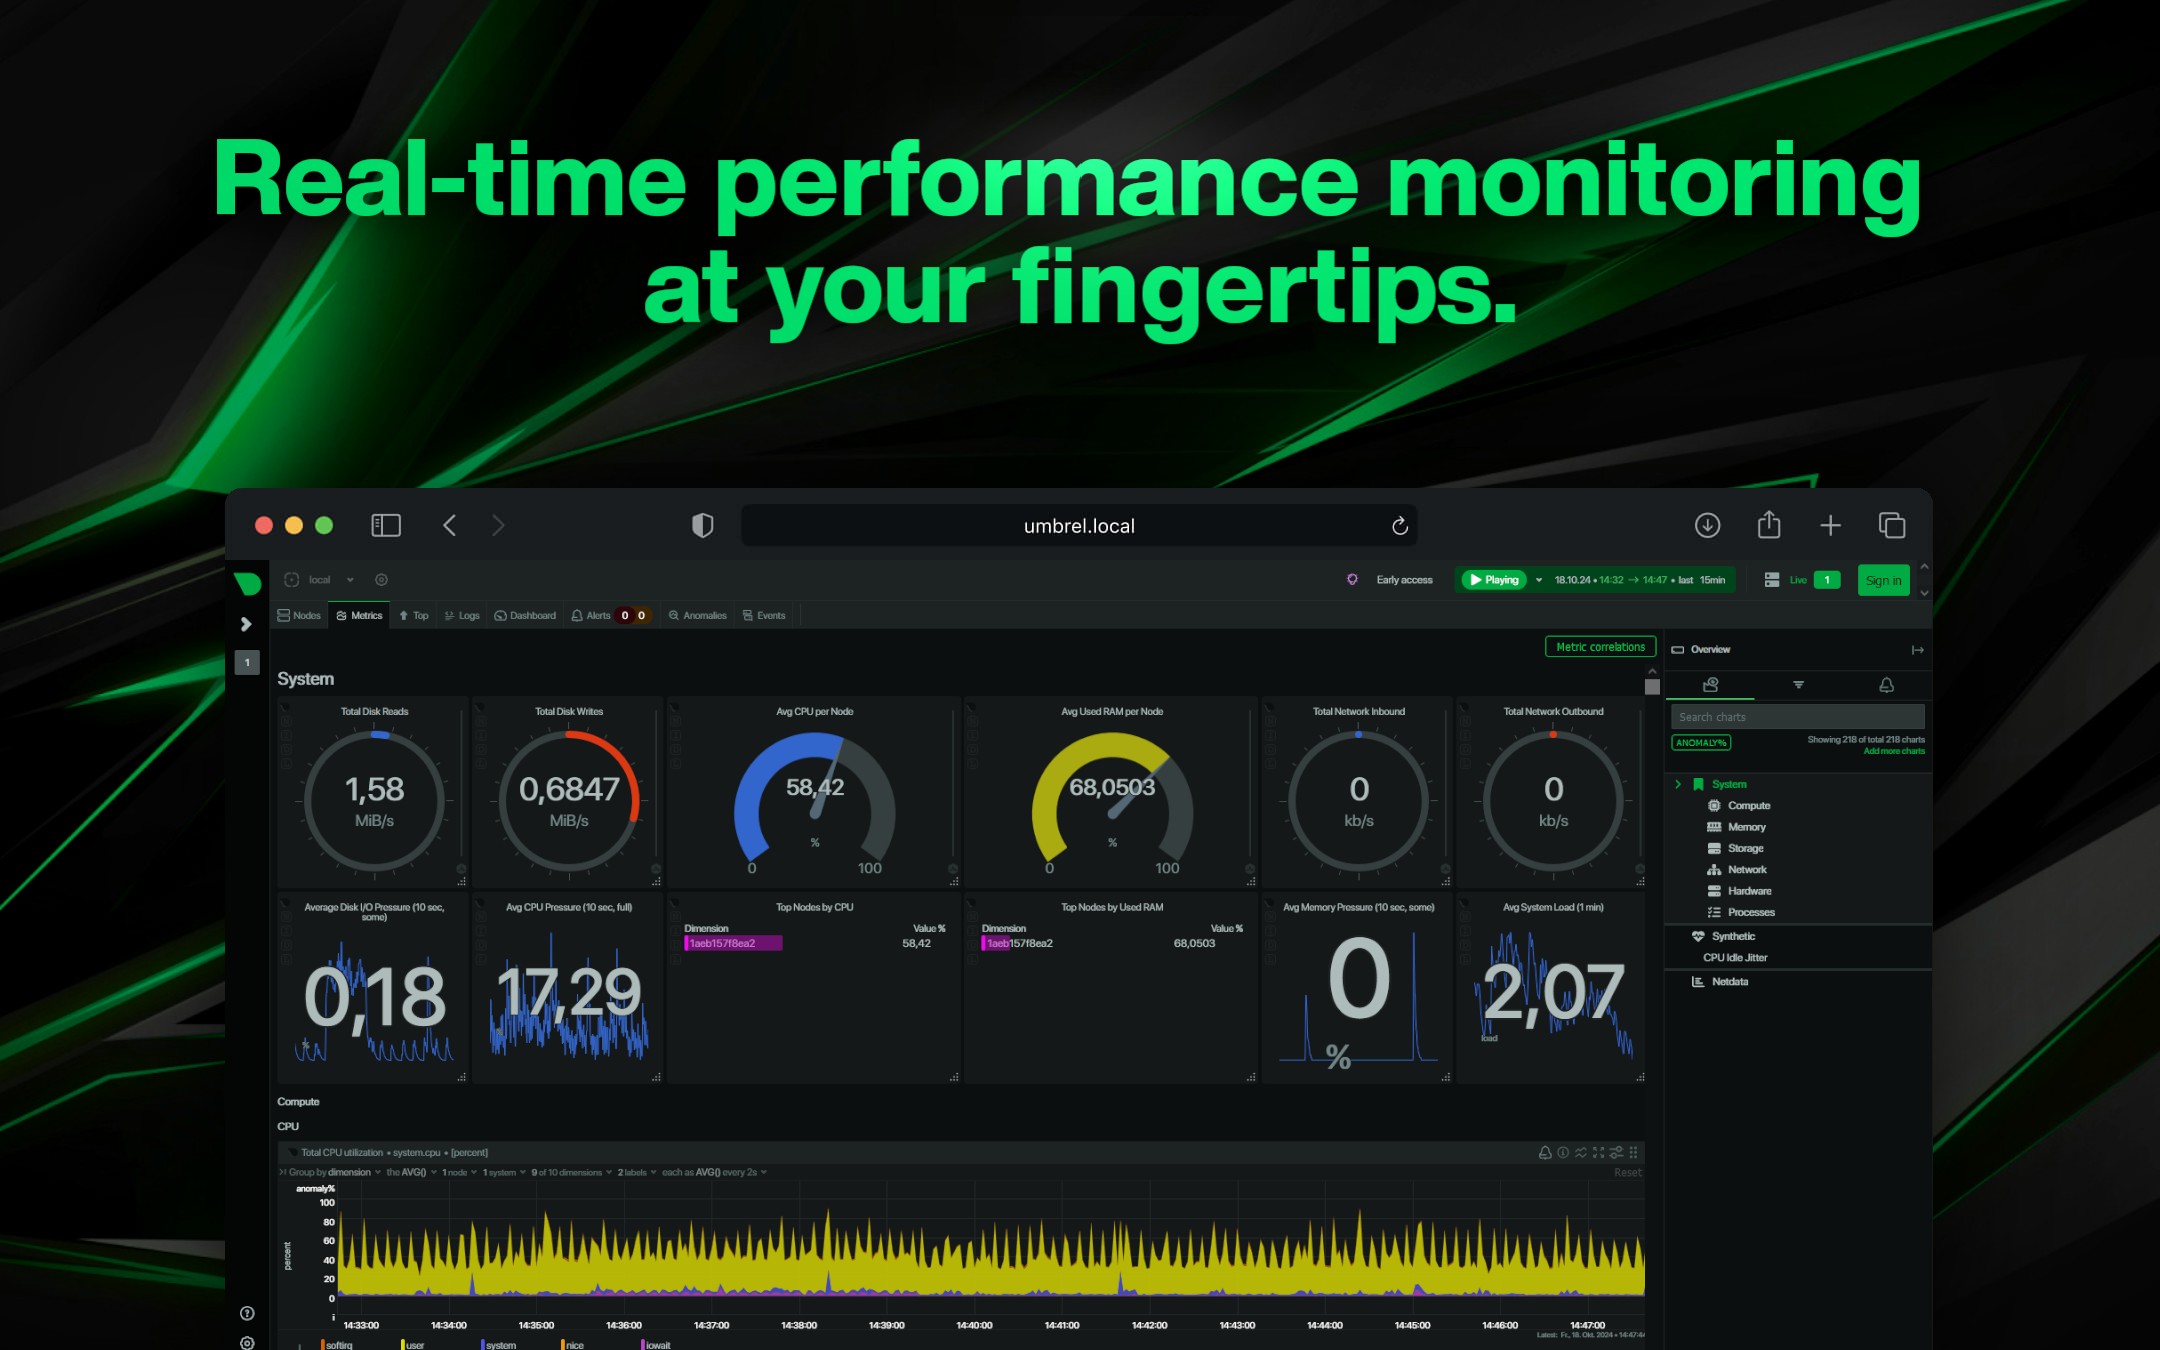 Real-time performance monitoring
at your fingertips.
umbrel.local
local
Early access
Playing
18.10.24 • 14:32 → 14:47 • last 15min
Live
1
Sign in
Nodes
Metrics
Top
Logs
Dashboard
Alerts 0 0
Anomalies
Events
1
Metric correlations
System
Total Disk Reads
1,58
MiB/s
Total Disk Writes
0,6847
MiB/s
Avg CPU per Node
58,42
%
0 100
Avg Used RAM per Node
68,0503
%
0 100
Total Network Inbound
0
kb/s
Total Network Outbound
0
kb/s
Average Disk I/O Pressure (10 sec,
some)
0,18
%
Avg CPU Pressure (10 sec, full)
17,29
Top Nodes by CPU
Dimension Value %
1aeb157f8ea2 58,42
Top Nodes by Used RAM
Dimension Value %
1aeb157f8ea2 68,0503
Avg Memory Pressure (10 sec, some)
0
%
Avg System Load (1 min)
2,07
load
Compute
CPU
Total CPU utilization • system.cpu • [percent]
Group by dimension the AVG() 1 node 1 system 9 of 10 dimensions 2 labels each as AVG() every 2s
Reset
anomaly%
100
80
60
40
20
0
percent
14:33:00 14:34:00 14:35:00 14:36:00 14:37:00 14:38:00 14:39:00 14:40:00 14:41:00 14:42:00 14:43:00 14:44:00 14:45:00 14:46:00 14:47:00
Latest: Fr., 18. Okt. 2024 • 14:47:44
softirq user system nice iowait
Overview
Search charts
ANOMALY%
Showing 218 of total 218 charts
Add more charts
System
Compute
Memory
Storage
Network
Hardware
Processes
Synthetic
CPU Idle Jitter
Netdata